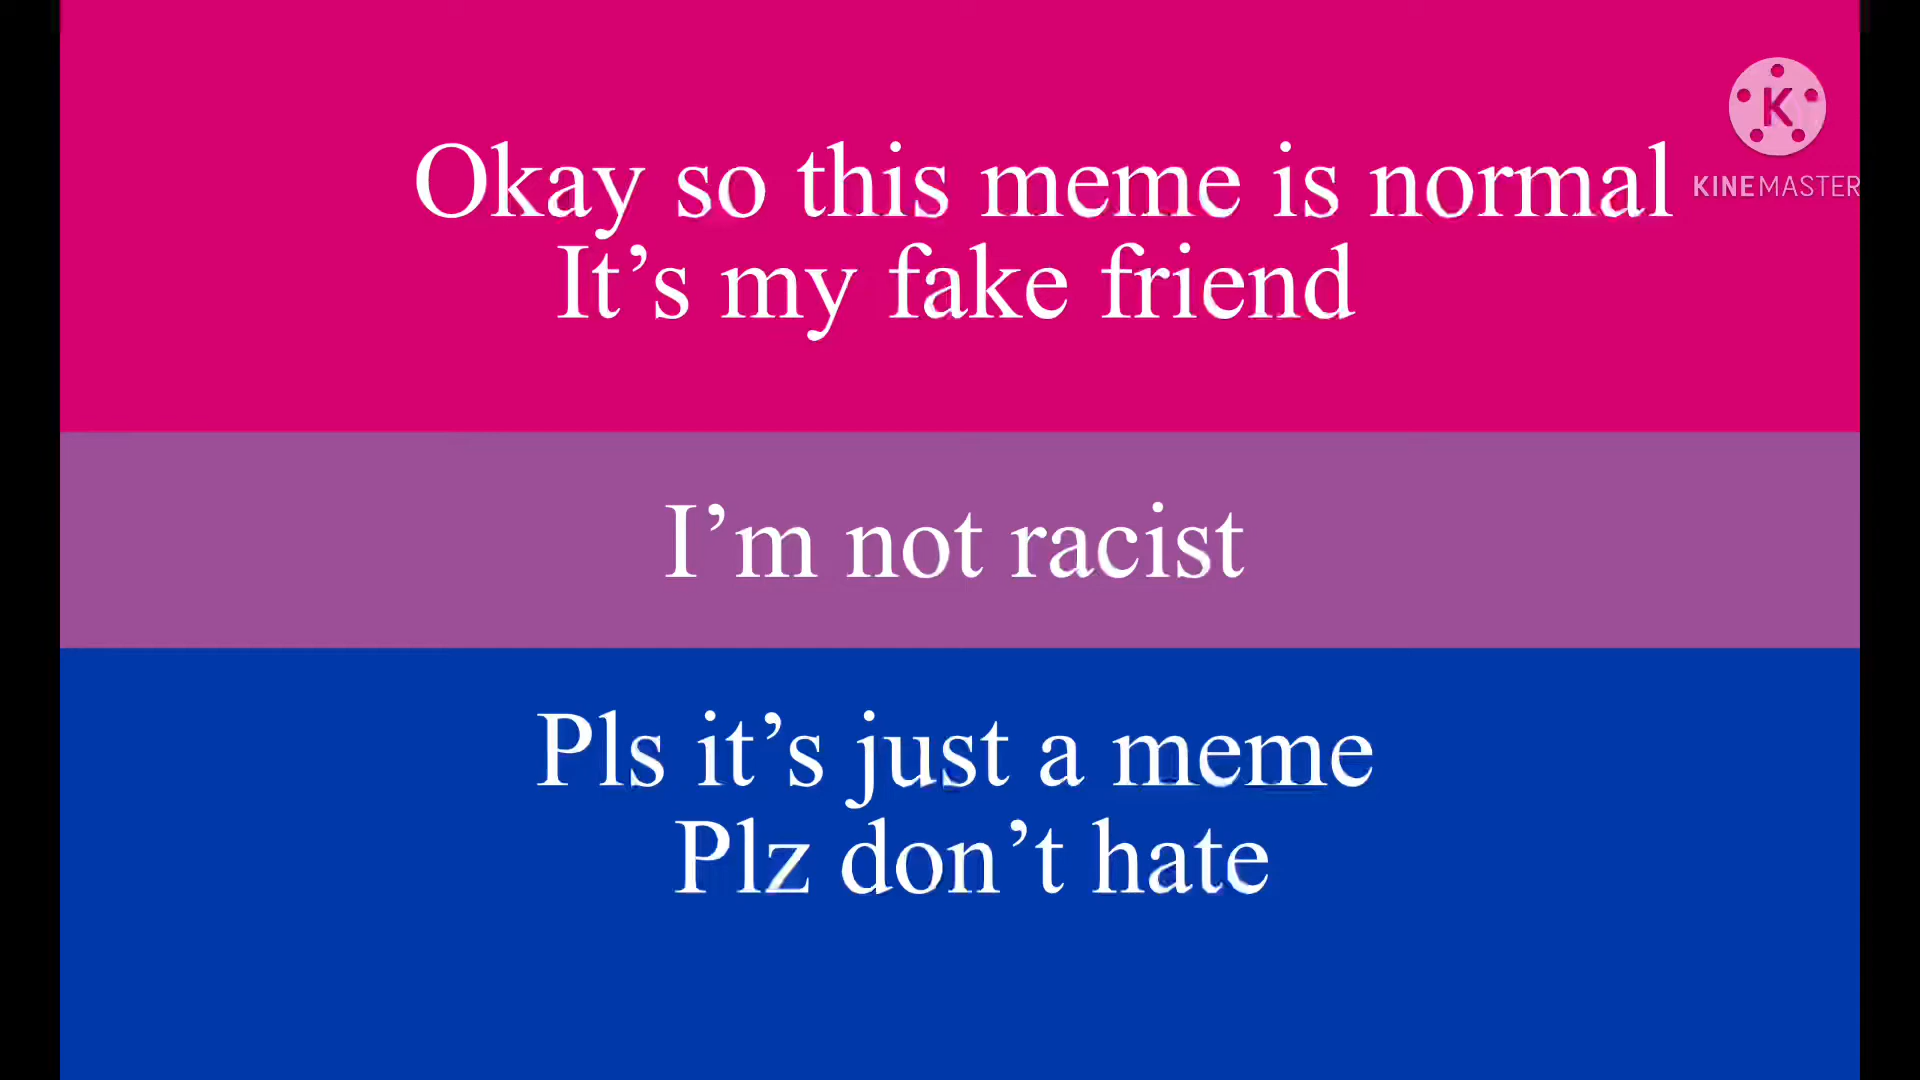 Okay so this meme is normal
It’s my fake friend
I’m not racist
Pls it’s just a meme
Plz don’t hate
K
KINEMASTER